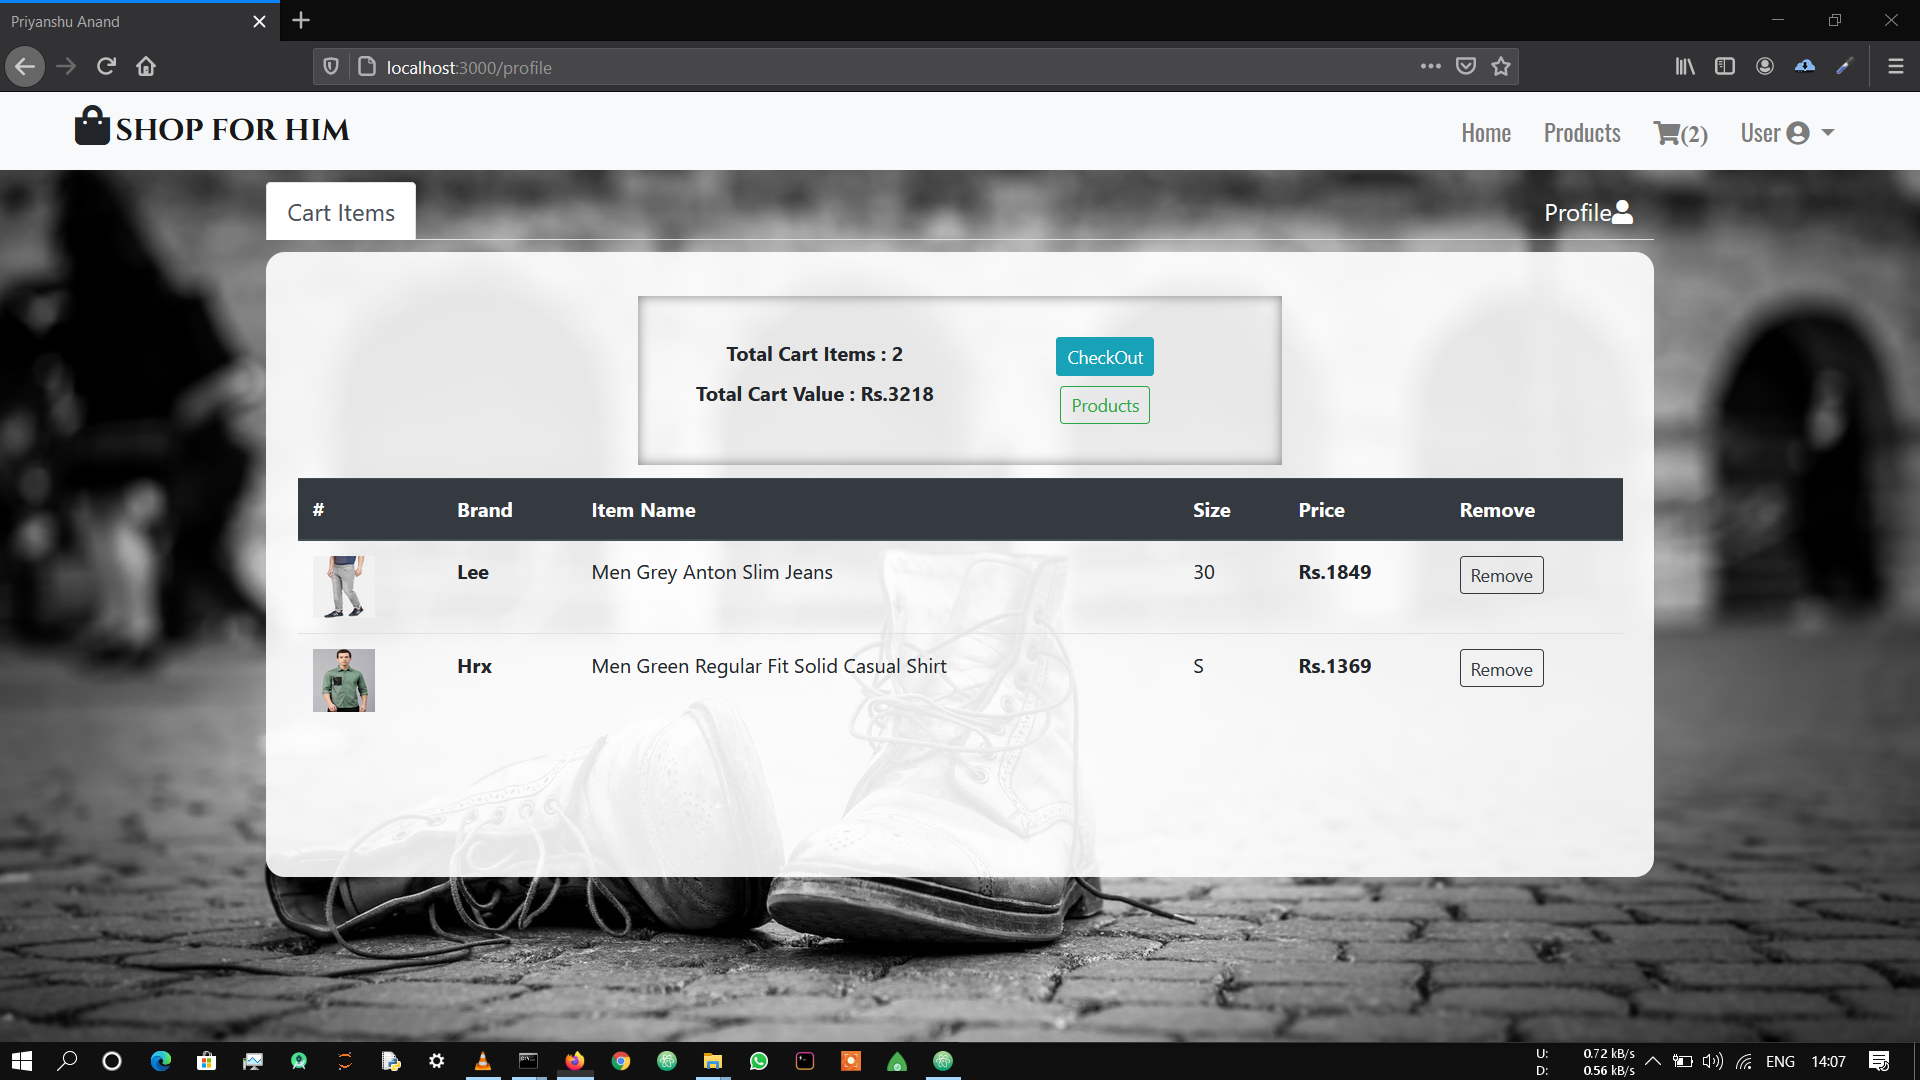 Priyanshu Anand
localhost:3000/profile
SHOP FOR HIM
Home Products (2) User
Cart Items Profile
Total Cart Items : 2
CheckOut
Total Cart Value : Rs.3218
Products
# Brand Item Name Size Price Remove
Lee Men Grey Anton Slim Jeans 30 Rs.1849 Remove
Hrx Men Green Regular Fit Solid Casual Shirt S Rs.1369 Remove
U: 0.72 kB/s
D: 0.56 kB/s
ENG 14:07